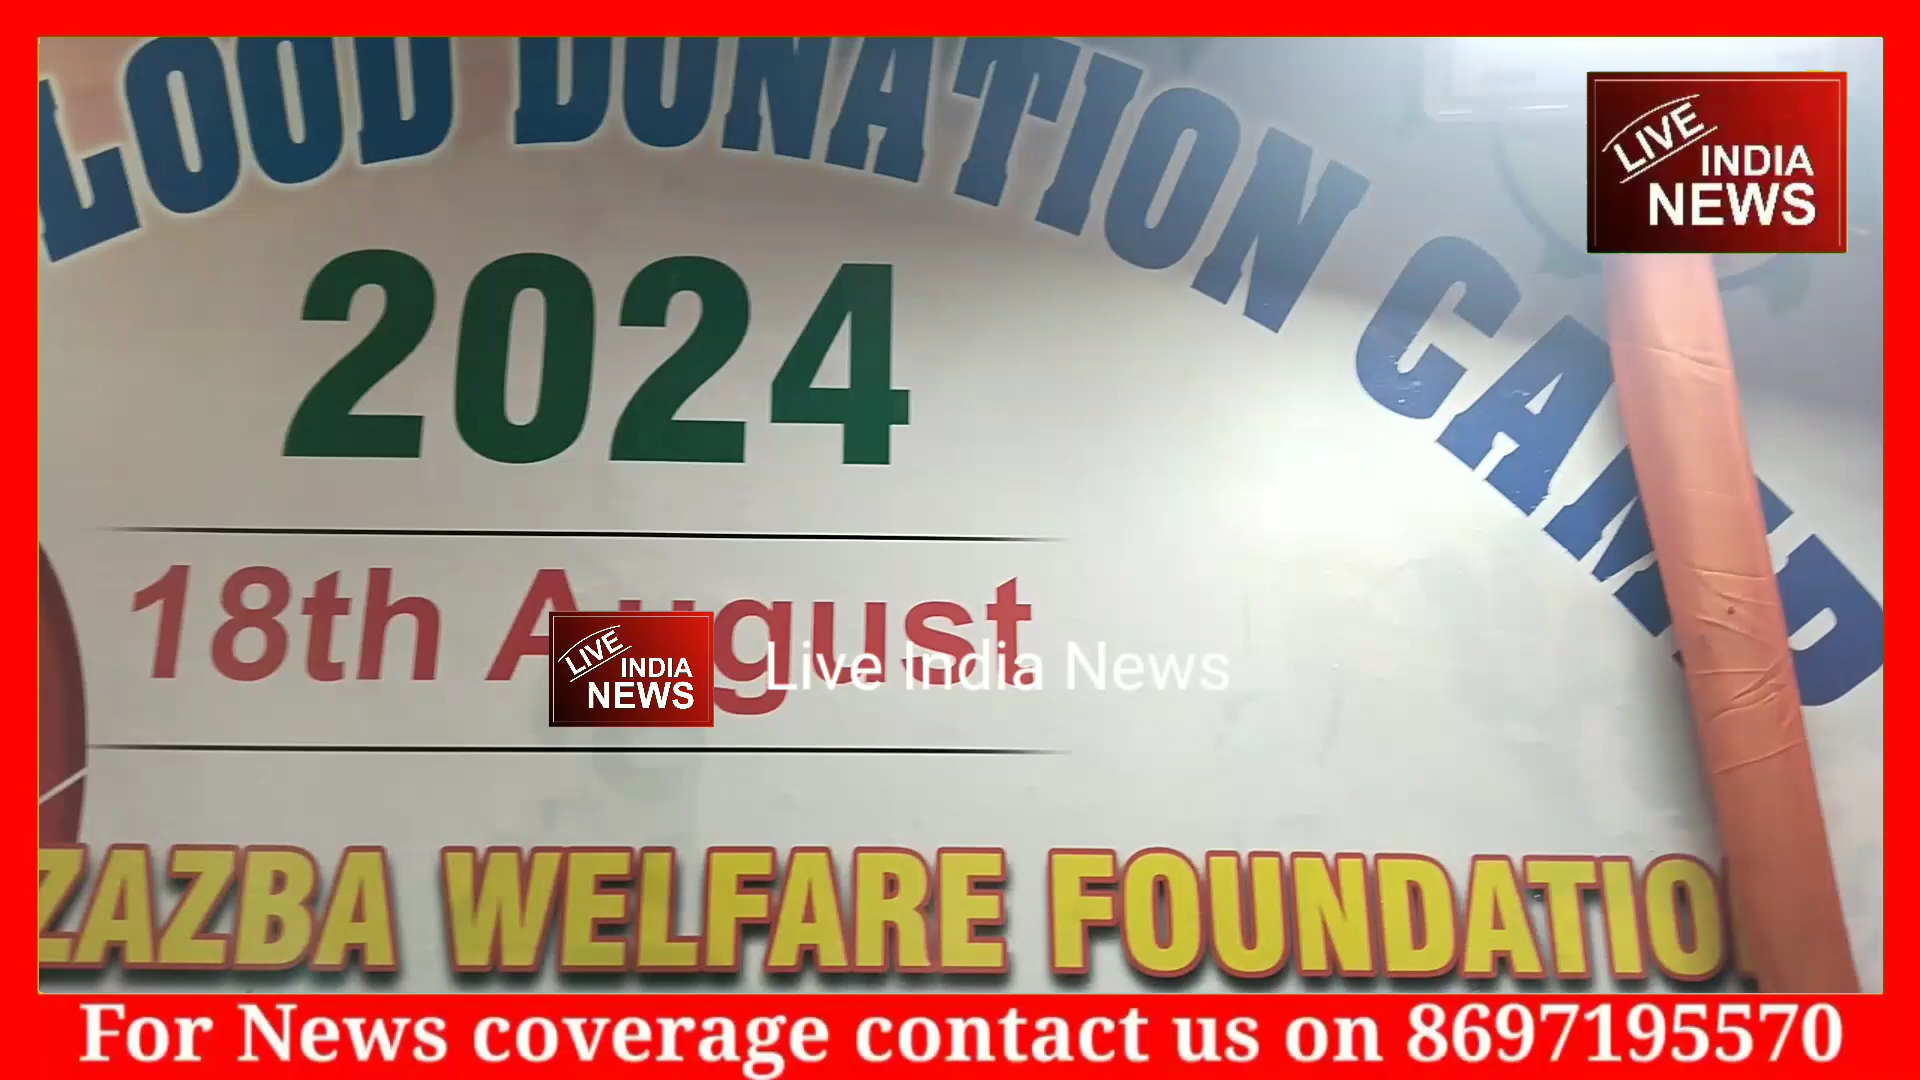 LOOD DONATION CAMP
2024
18th August
ZAZBA WELFARE FOUNDATIO
LIVE
INDIA
NEWS
LIVE
INDIA
NEWS
Live India News
For News coverage contact us on 8697195570